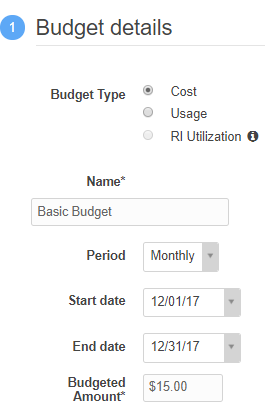 1 Budget details
Budget Type Cost
Usage
RI Utilization
Name*
Basic Budget
Period Monthly
Start date 12/01/17
End date 12/31/17
Budgeted
Amount* $15.00